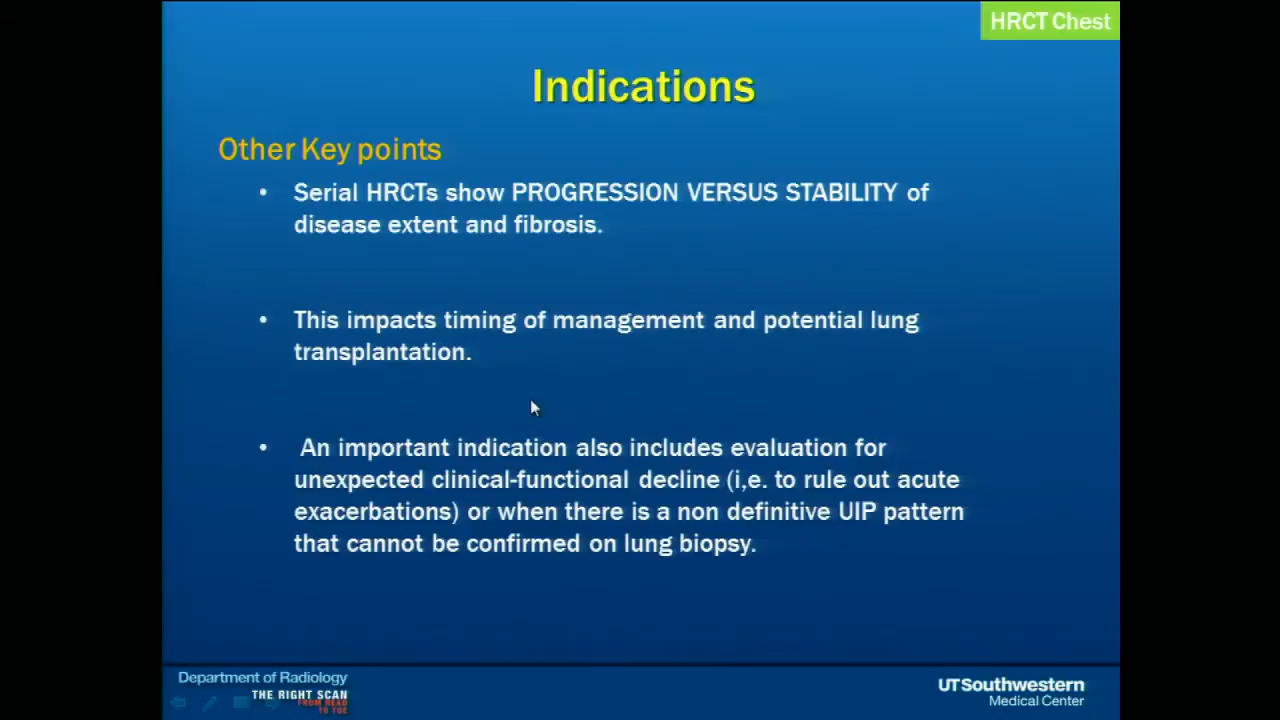 HRCT Chest
Indications
Other Key points
• Serial HRCTs show PROGRESSION VERSUS STABILITY of
disease extent and fibrosis.
• This impacts timing of management and potential lung
transplantation.
• An important indication also includes evaluation for
unexpected clinical-functional decline (i,e. to rule out acute
exacerbations) or when there is a non definitive UIP pattern
that cannot be confirmed on lung biopsy.
Department of Radiology
THE RIGHT SCAN
FROM HEAD
TO TOE
UTSouthwestern
Medical Center